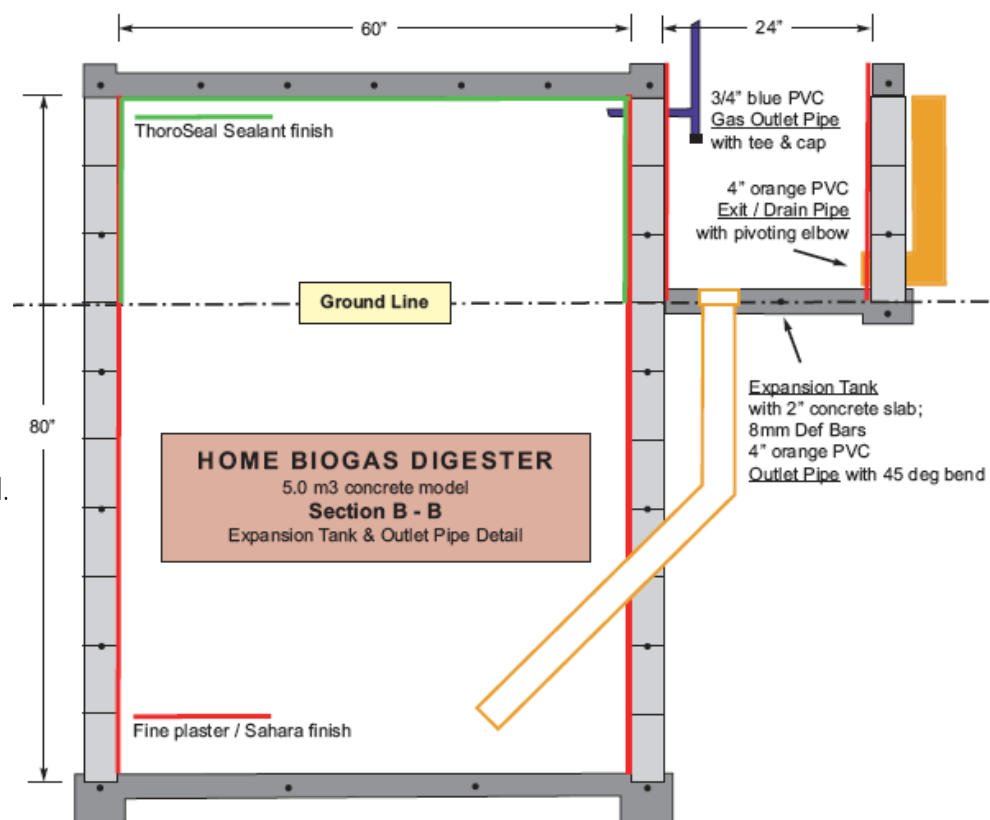 60”
24”
ThoroSeal Sealant finish
3/4” blue PVC
Gas Outlet Pipe
with tee & cap
4” orange PVC
Exit / Drain Pipe
with pivoting elbow
Ground Line
80”
Expansion Tank
with 2” concrete slab;
8mm Def Bars
4” orange PVC
Outlet Pipe with 45 deg bend
HOME BIOGAS DIGESTER
5.0 m3 concrete model
Section B - B
Expansion Tank & Outlet Pipe Detail
Fine plaster / Sahara finish